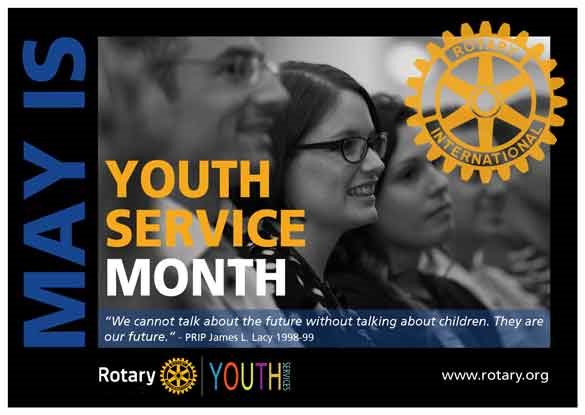 MAY IS
ROTARY
INTERNATIONAL
YOUTH
SERVICE
MONTH
“We cannot talk about the future without talking about children. They are
our future.” - PRIP James L. Lacy 1998-99
Rotary
YOUTH
SERVICES
www.rotary.org